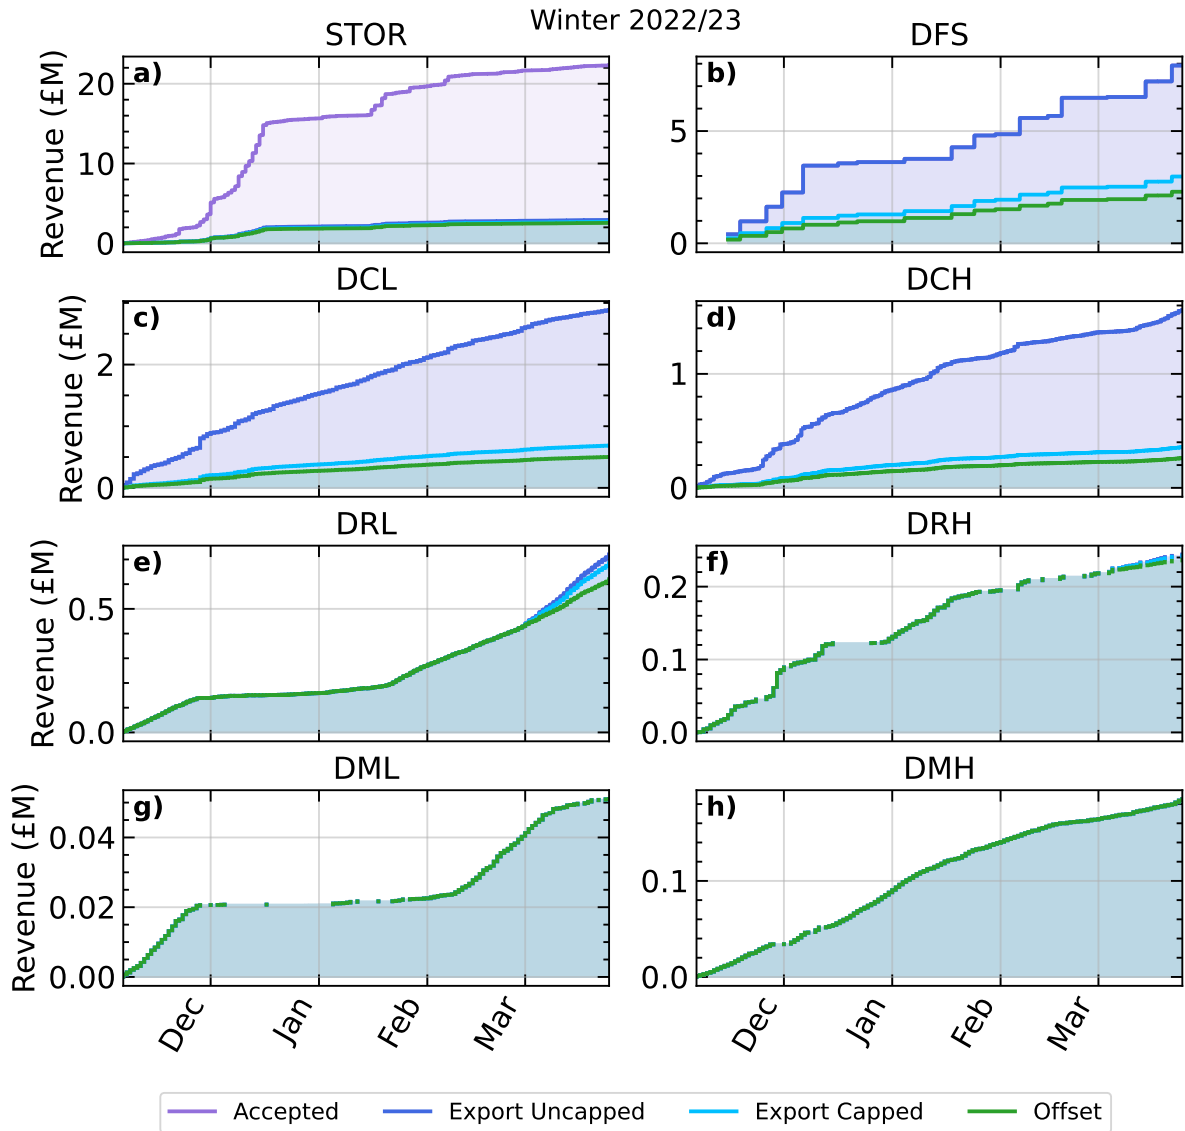 Winter 2022/23
STOR
DFS
a)
b)
Revenue (£M)
20
10
0
5
0
DCL
DCH
c)
d)
Revenue (£M)
2
0
1
0
DRL
DRH
e)
f)
Revenue (£M)
0.5
0.0
0.2
0.1
0.0
DML
DMH
g)
h)
Revenue (£M)
0.04
0.02
0.00
0.1
0.0
Dec Jan Feb Mar
Dec Jan Feb Mar
Accepted Export Uncapped Export Capped Offset